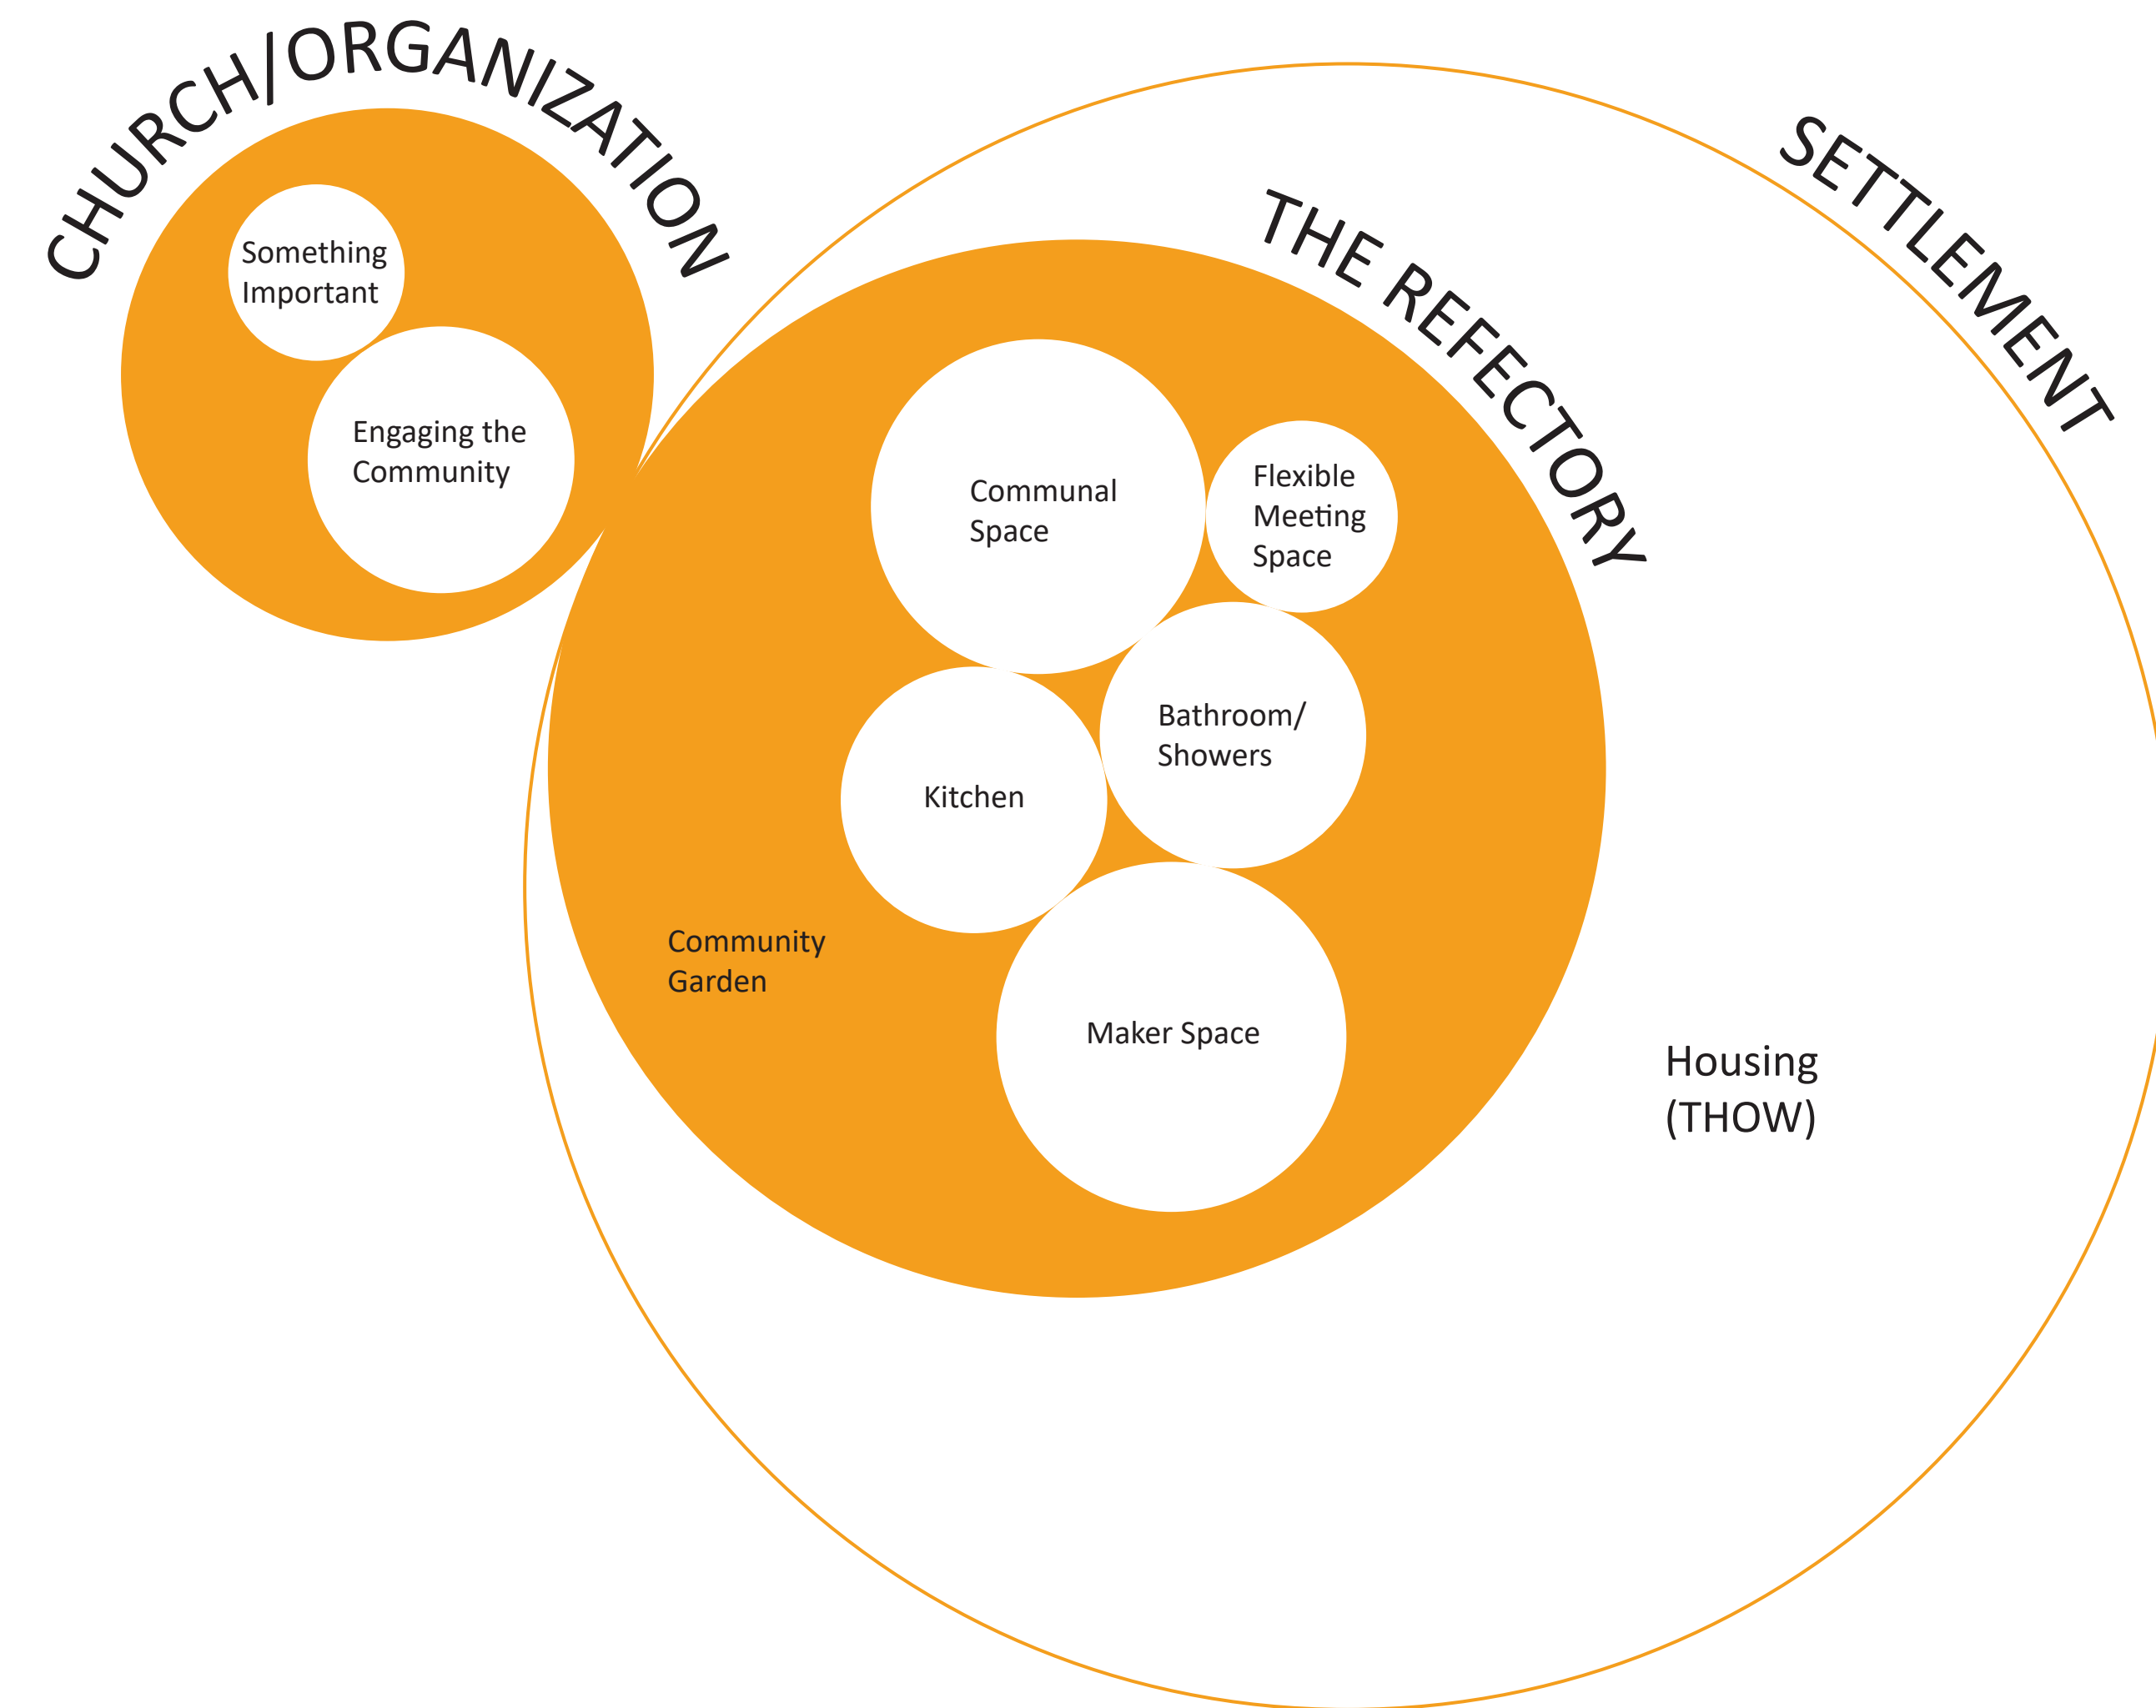 CHURCH/ORGANIZATION
Something
Important
Engaging the
Community
SETTLEMENT
THE REFECTORY
Communal
Space
Flexible
Meeting
Space
Bathroom/
Showers
Kitchen
Community
Garden
Maker Space
Housing
(THOW)